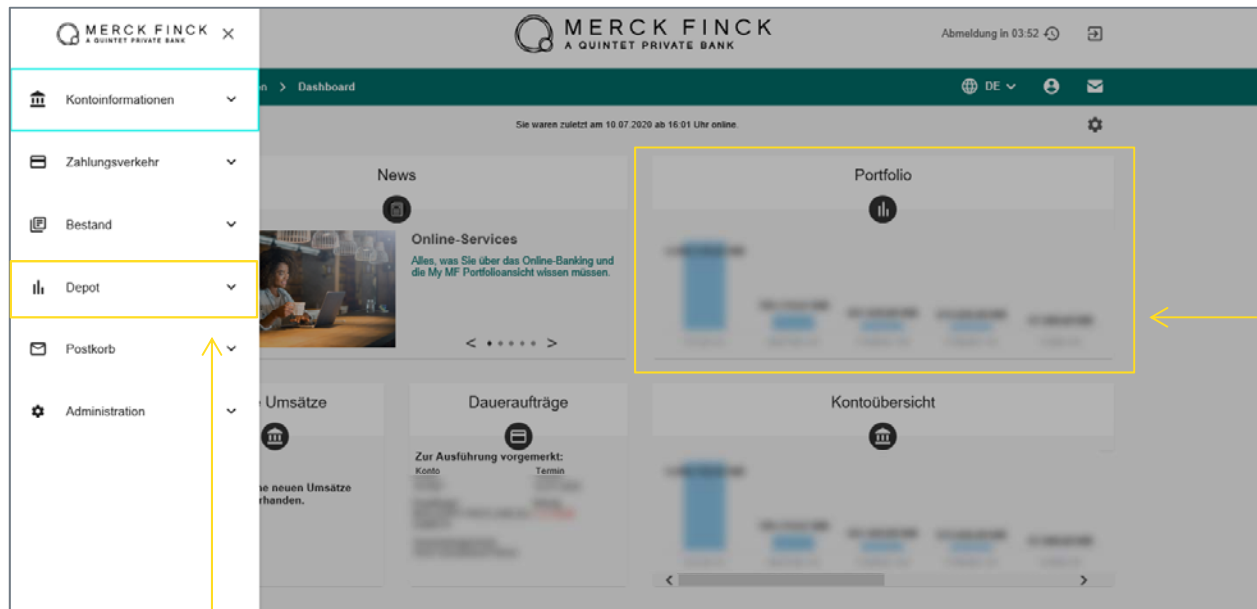 MERCK FINCK
A QUINTET PRIVATE BANK
Kontoinformationen
Zahlungsverkehr
Bestand
Depot
Postkorb
Administration
MERCK FINCK
A QUINTET PRIVATE BANK
Abmeldung in 03:52
n > Dashboard
DE
Sie waren zuletzt am 10.07.2020 ab 16:01 Uhr online.
News
Online-Services
Alles, was Sie über das Online-Banking und
die My MF Portfolioansicht wissen müssen.
Portfolio
Umsätze
ne neuen Umsätze
rhanden.
Daueraufträge
Zur Ausführung vorgemerkt:
Konto Termin
Kontoübersicht